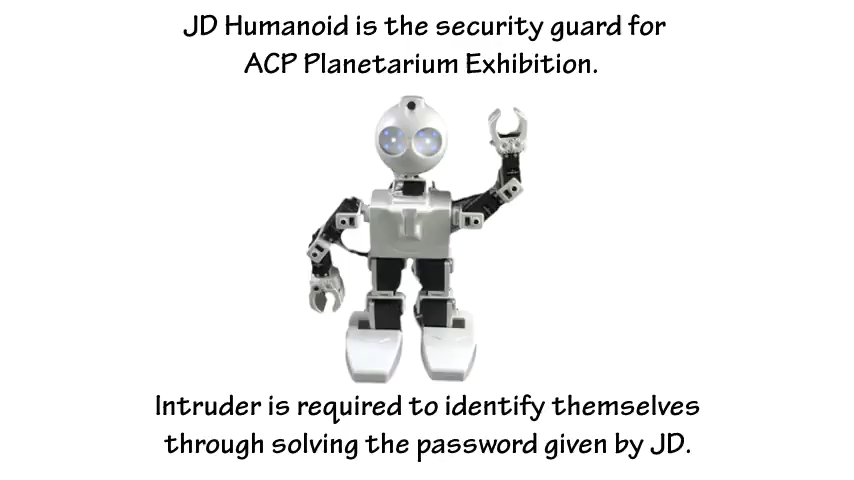 JD Humanoid is the security guard for
ACP Planetarium Exhibition.
Intruder is required to identify themselves
through solving the password given by JD.